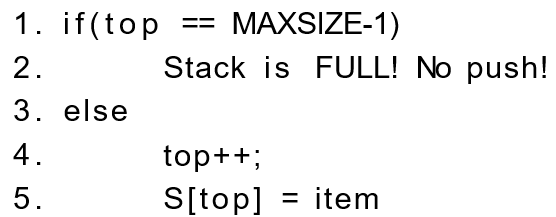 1. if(top == MAXSIZE-1)
2. Stack is FULL! No push!
3. else
4. top++;
5. S[top] = item